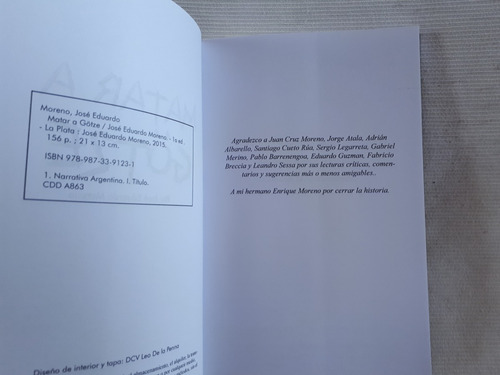 Moreno, José Eduardo
Matar a Götze / José Eduardo Moreno. - 1a ed
- La Plata : José Eduardo Moreno, 2015.
156 p. ; 21 x 13 cm.
ISBN 978-987-33-9123-1
1. Narrativa Argentina. I. Título.
CDD A863
Diseño de interior y tapa: DCV Leo De la Penna
Agradezco a Juan Cruz Moreno, Jorge Atala, Adrián
Albarello, Santiago Cueto Rúa, Sergio Legarreta, Gabriel
Merino, Pablo Barrenengoa, Eduardo Guzman, Fabricio
Breccia y Leandro Sessa por sus lecturas críticas, comen-
tarios y sugerencias más o menos amigables..
A mi hermano Enrique Moreno por cerrar la historia.